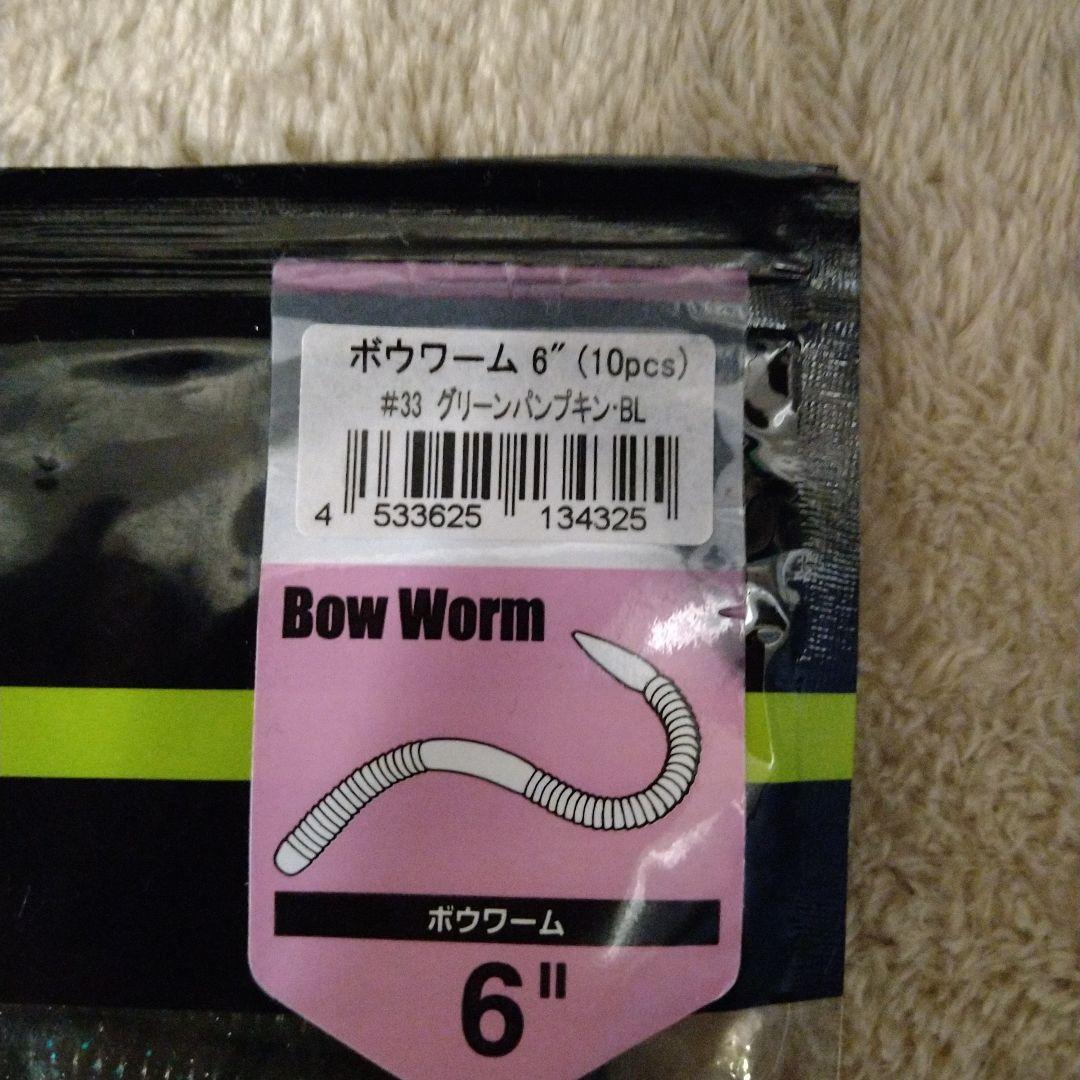 ボウワーム 6″ (10pcs)
#33 グリーンパンプキン・BL
4 533625 134325
Bow Worm
ボウワーム
6"